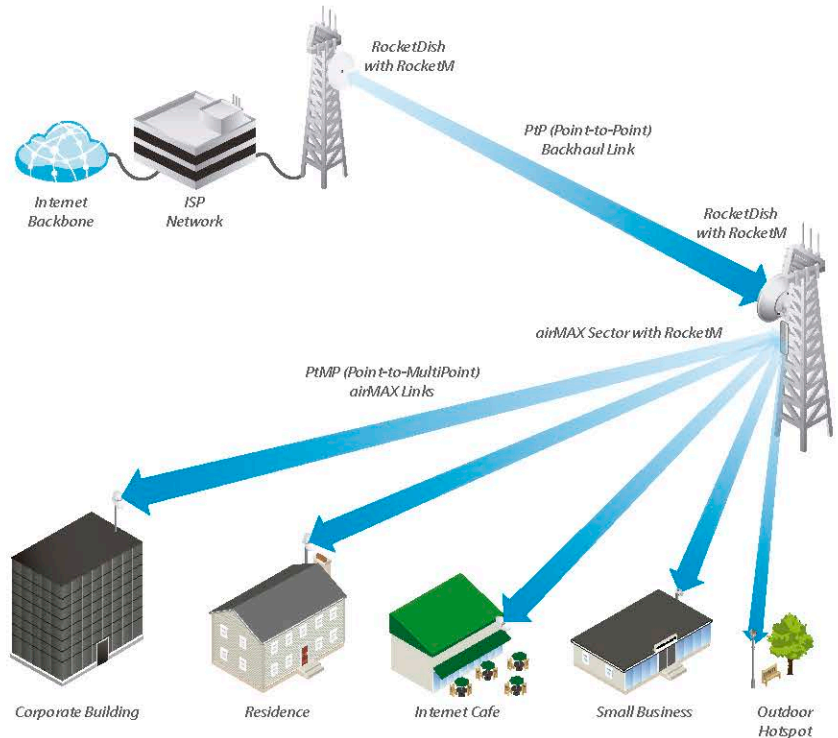 RocketDish
with RocketM
PtP (Point-to-Point)
Backhaul Link
Internet
Backbone
ISP
Network
RocketDish
with RocketM
airMAX Sector with RocketM
PtMP (Point-to-MultiPoint)
airMAX Links
Corporate Building
Residence
Internet Cafe
Small Business
Outdoor
Hotspot